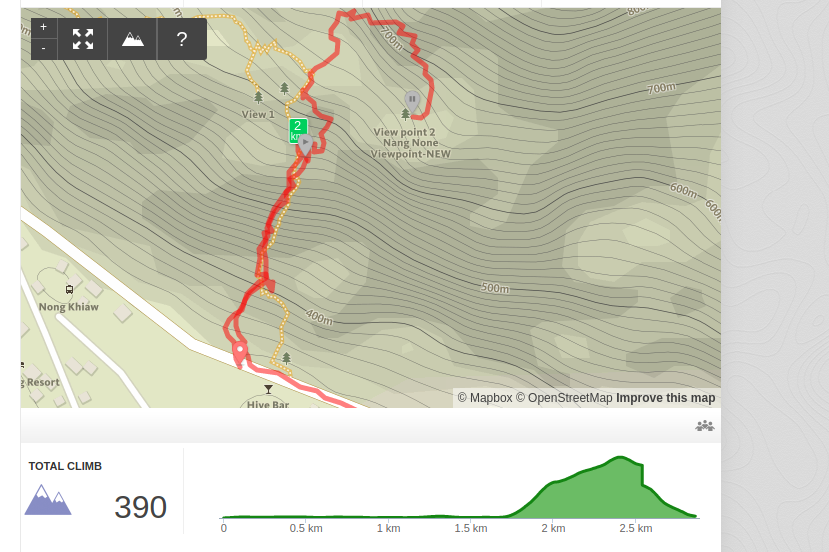 +
-
?
800m
700m
700m
View 1
2
km
View point 2
Nang None
Viewpoint-NEW
600m
600m
500m
400m
Nong Khiaw
g Resort
Hive Bar
© Mapbox © OpenStreetMap Improve this map
TOTAL CLIMB
390
0
0.5 km
1 km
1.5 km
2 km
2.5 km